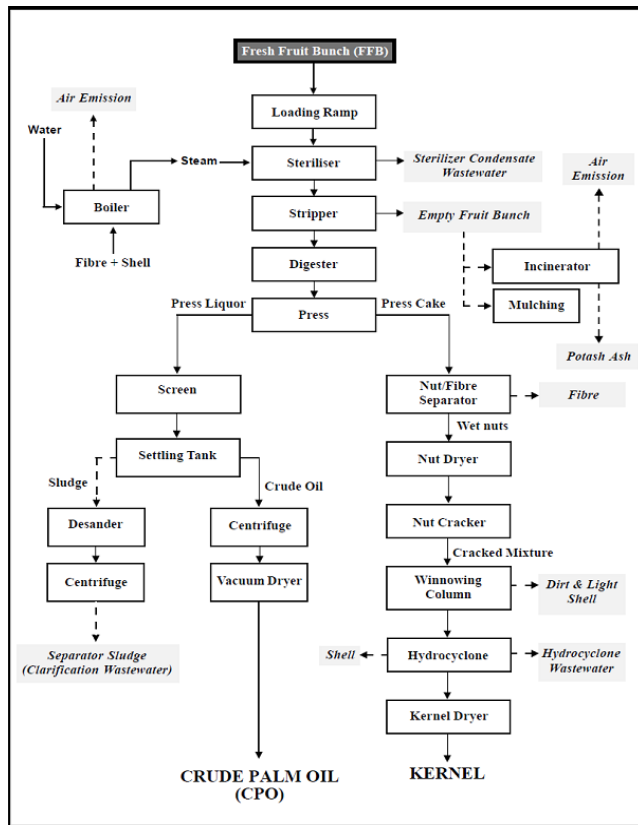 Fresh Fruit Bunch (FFB)
Air Emission
Loading Ramp
Water
Steam
Steriliser
Sterilizer Condensate
Wastewater
Air
Emission
Boiler
Stripper
Empty Fruit Bunch
Fibre + Shell
Digester
Incinerator
Press Liquor
Press
Press Cake
Mulching
Potash Ash
Screen
Nut/Fibre
Separator
Fibre
Wet nuts
Settling Tank
Nut Dryer
Sludge
Crude Oil
Desander
Centrifuge
Nut Cracker
Cracked Mixture
Centrifuge
Vacuum Dryer
Winnowing
Column
Dirt & Light
Shell
Separator Sludge
(Clarification Wastewater)
Shell
Hydrocyclone
Hydrocyclone
Wastewater
Kernel Dryer
CRUDE PALM OIL
(CPO)
KERNEL